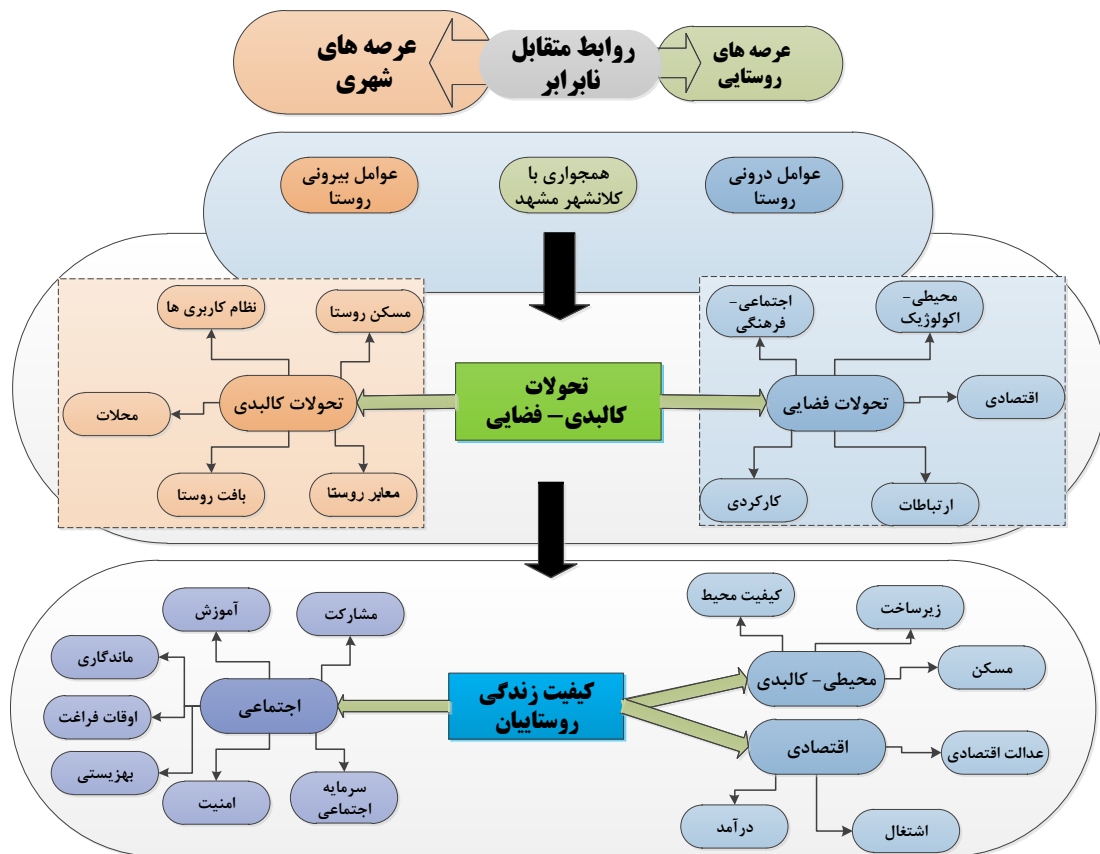 عرصه های
روستایی
روابط متقابل
نابرابر
عرصه های
شهری
عوامل درونی
روستا
همجواری با
کلانشهر مشهد
عوامل بیرونی
روستا
محیطی-
اکولوژیک
اجتماعی-
فرهنگی
اقتصادی
تحولات فضایی
ارتباطات
کارکردی
تحولات
کالبدی- فضایی
مسکن روستا
نظام کاربری ها
تحولات کالبدی
محلات
معابر روستا
بافت روستا
زیرساخت
کیفیت محیط
مسکن
محیطی- کالبدی
اقتصادی
عدالت اقتصادی
درآمد
اشتغال
کیفیت زندگی
روستاییان
مشارکت
آموزش
اجتماعی
ماندگاری
اوقات فراغت
بهزیستی
سرمایه
اجتماعی
امنیت